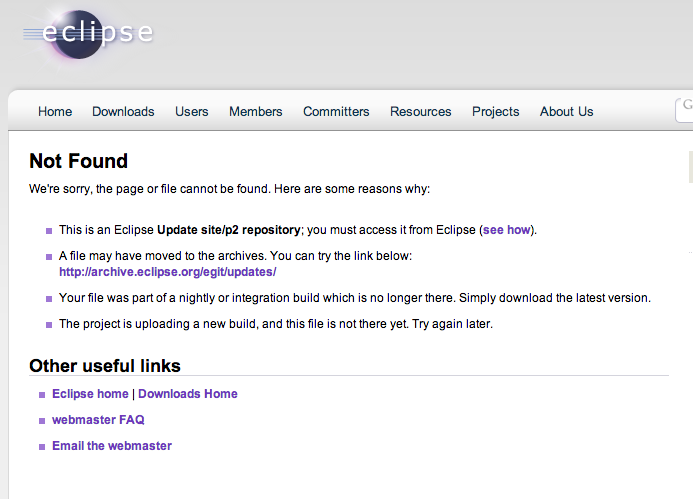 eclipse
Home Downloads Users Members Committers Resources Projects About Us
G
Not Found
We're sorry, the page or file cannot be found. Here are some reasons why:
This is an Eclipse Update site/p2 repository; you must access it from Eclipse (see how).
A file may have moved to the archives. You can try the link below:
http://archive.eclipse.org/egit/updates/
Your file was part of a nightly or integration build which is no longer there. Simply download the latest version.
The project is uploading a new build, and this file is not there yet. Try again later.
Other useful links
Eclipse home | Downloads Home
webmaster FAQ
Email the webmaster